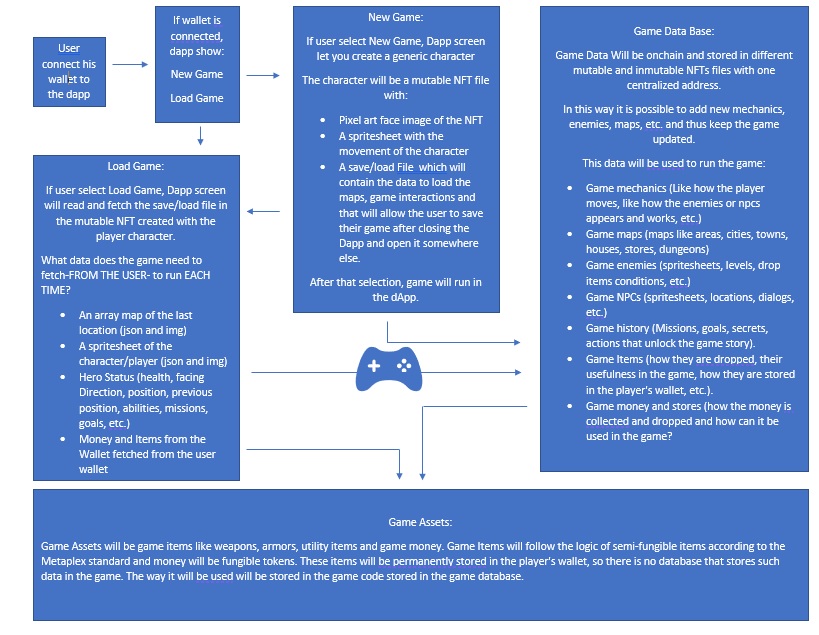 User
connect his
wallet to
the dapp
If wallet is
connected,
dapp show:
New Game
Load Game
New Game:
If user select New Game, Dapp screen
let you create a generic character
The character will be a mutable NFT file
with:
• Pixel art face image of the NFT
• A spritesheet with the
movement of the character
• A save/load File which will
contain the data to load the
maps, game interactions and
that will allow the user to save
their game after closing the
Dapp and open it somewhere
else.
After that selection, game will run in
the dApp.
Load Game:
If user select Load Game, Dapp screen
will read and fetch the save/load file in
the mutable NFT created with the
player character.
What data does the game need to
fetch-FROM THE USER- to run EACH
TIME?
• An array map of the last
location (json and img)
• A spritesheet of the
character/player (json and img)
• Hero Status (health, facing
Direction, position, previous
position, abilities, missions,
goals, etc.)
• Money and Items from the
Wallet fetched from the user
wallet
Game Data Base:
Game Data Will be onchain and stored in different
mutable and inmutable NFTs files with one
centralized address.
In this way it is possible to add new mechanics,
enemies, maps, etc. and thus keep the game
updated.
This data will be used to run the game:
• Game mechanics (Like how the player
moves, like how the enemies or npcs
appears and works, etc.)
• Game maps (maps like areas, cities, towns,
houses, stores, dungeons)
• Game enemies (spritesheets, levels, drop
items conditions, etc.)
• Game NPCs (spritesheets, locations, dialogs,
etc.)
• Game history (Missions, goals, secrets,
actions that unlock the game story).
• Game Items (how they are dropped, their
usefulness in the game, how they are stored
in the player's wallet, etc.).
• Game money and stores (how the money is
collected and dropped and how can it be
used in the game?
Game Assets:
Game Assets will be game items like weapons, armors, utility items and game money. Game Items will follow the logic of semi-fungible items according to the
Metaplex standard and money will be fungible tokens. These items will be permanently stored in the player's wallet, so there is no database that stores such
data in the game. The way it will be used will be stored in the game code stored in the game database.